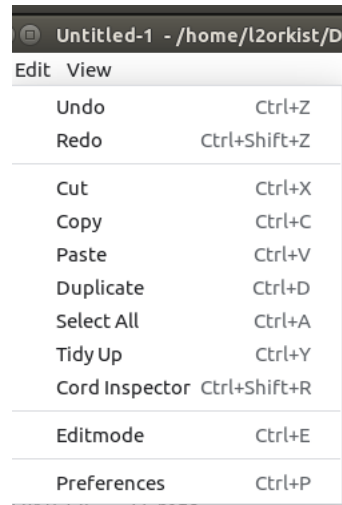 Untitled-1 - /home/l2orkist/D
Edit View
Undo Ctrl+Z
Redo Ctrl+Shift+Z
Cut Ctrl+X
Copy Ctrl+C
Paste Ctrl+V
Duplicate Ctrl+D
Select All Ctrl+A
Tidy Up Ctrl+Y
Cord Inspector Ctrl+Shift+R
Editmode Ctrl+E
Preferences Ctrl+P